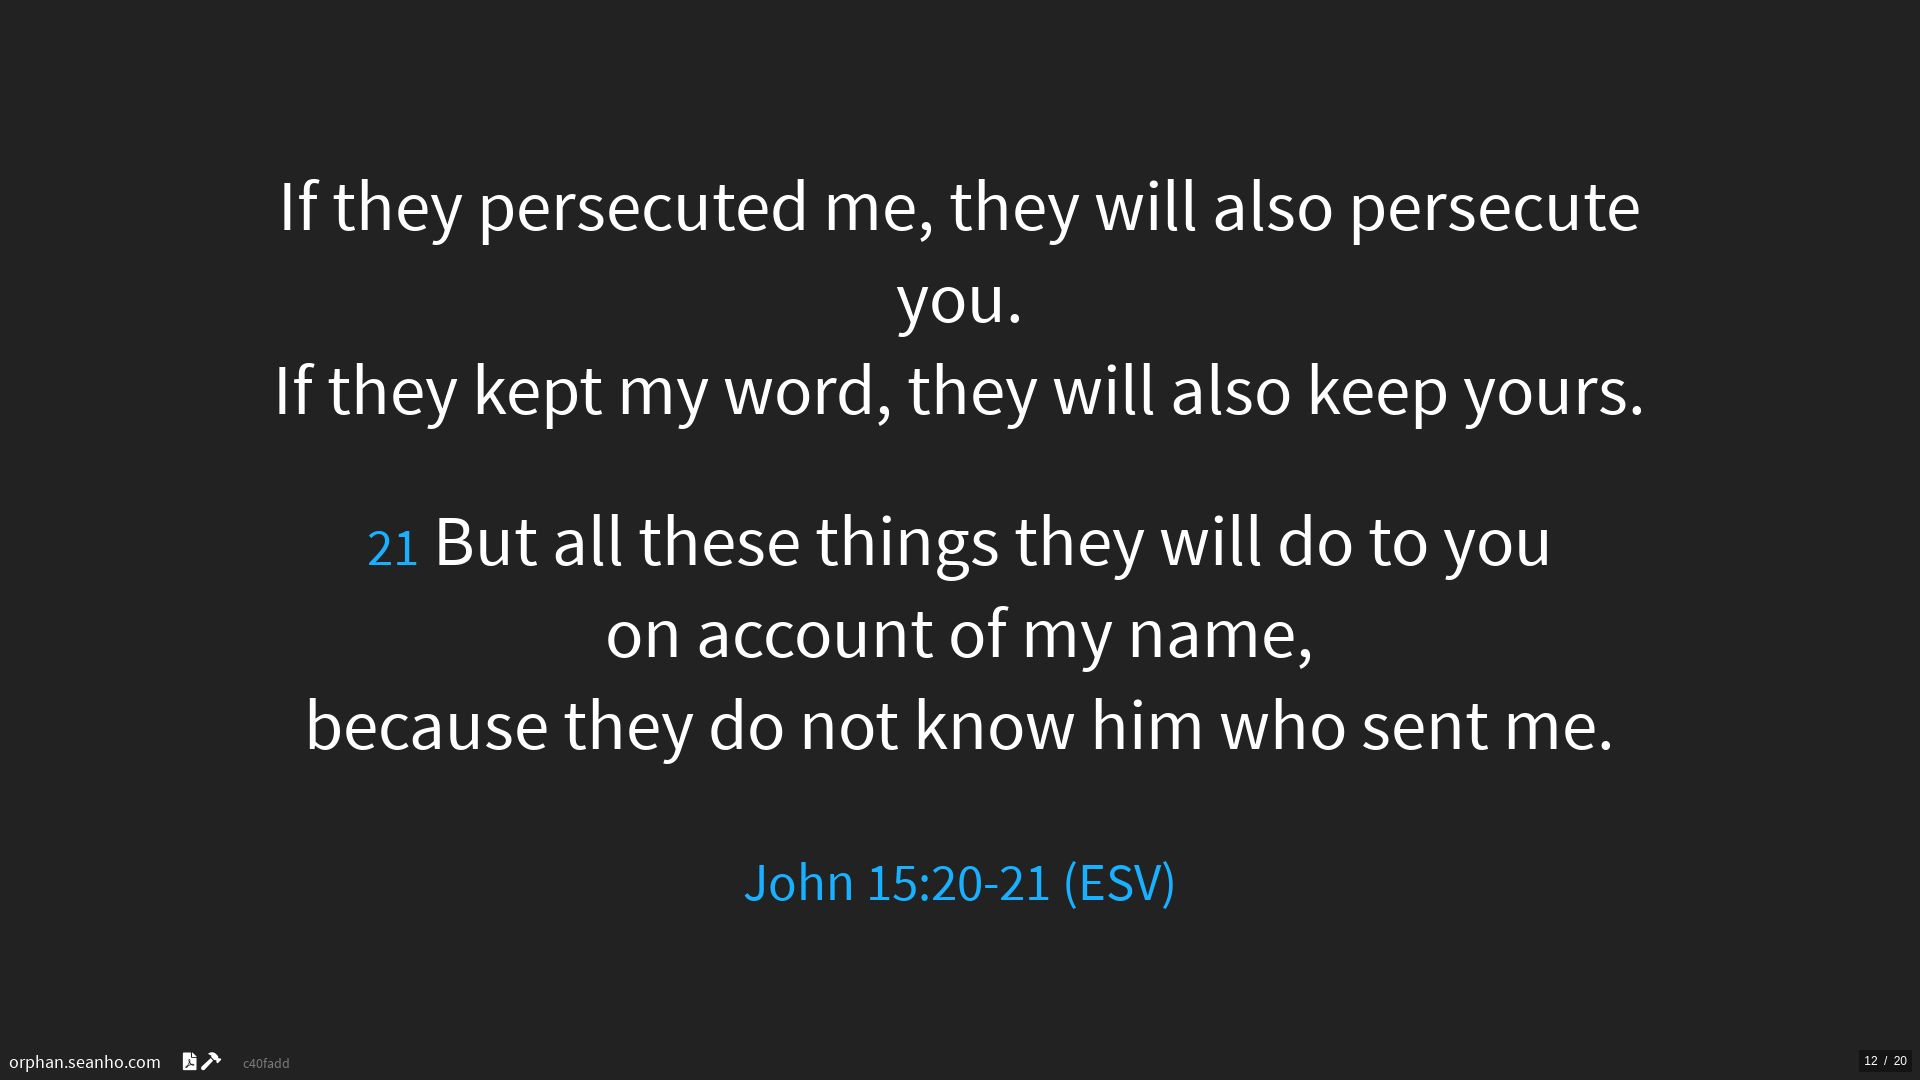 If they persecuted me, they will also persecute
you.
If they kept my word, they will also keep yours.
21 But all these things they will do to you
on account of my name,
because they do not know him who sent me.
John 15:20-21 (ESV)
orphan.seanho.com c40fadd
12 / 20